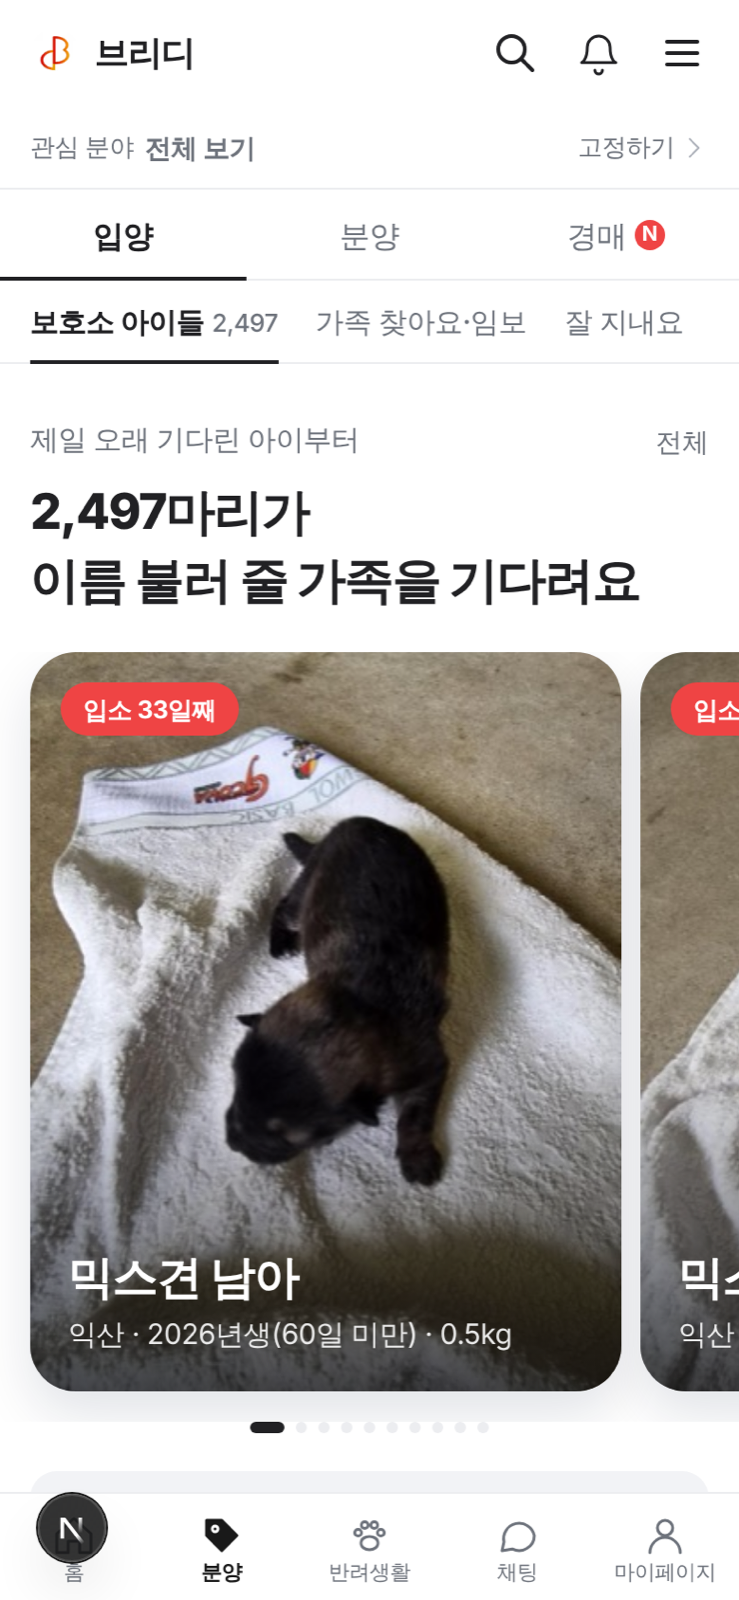 브리디
관심 분야 전체 보기 고정하기
입양 분양 경매 N
보호소 아이들 2,497 가족 찾아요·임보 잘 지내요
제일 오래 기다린 아이부터 전체
2,497마리가
이름 불러 줄 가족을 기다려요
입소 33일째 입소
BASIC
믹스견 남아
익산 · 2026년생(60일 미만) · 0.5kg 익산
N
홈 분양 반려생활 채팅 마이페이지